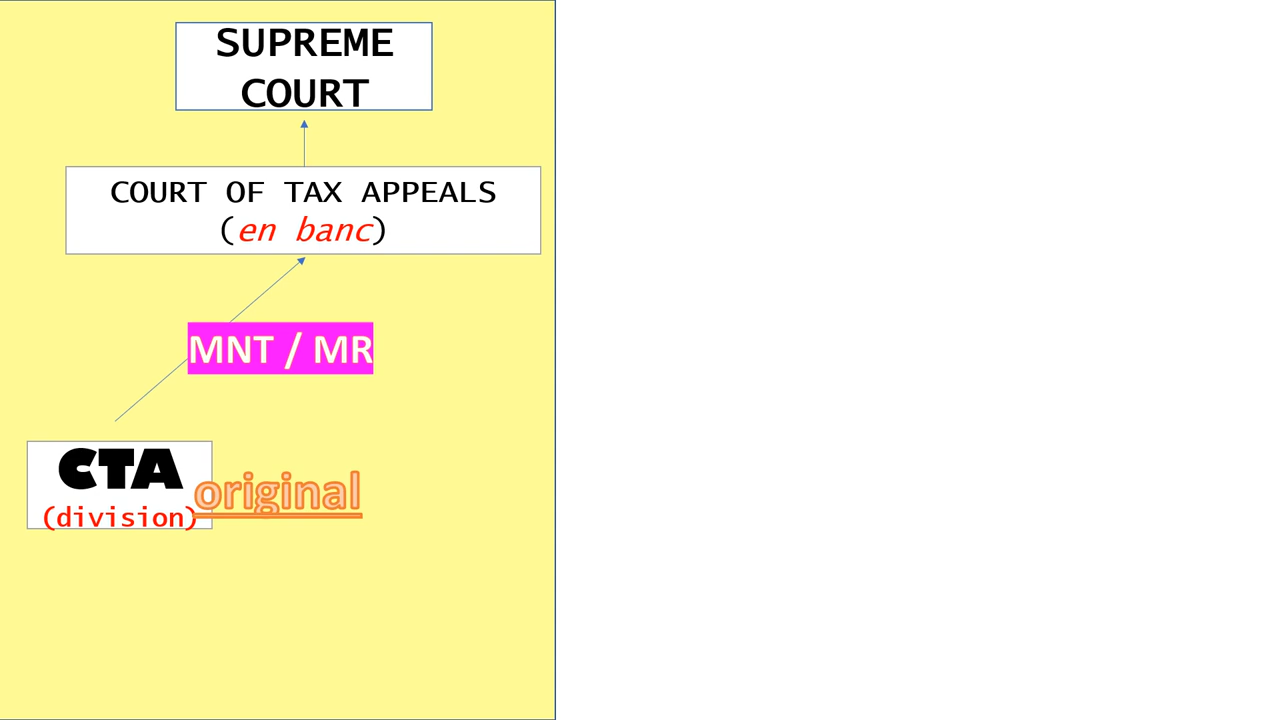 SUPREME
COURT
COURT OF TAX APPEALS
(en banc)
MNT / MR
CTA
original
(division)